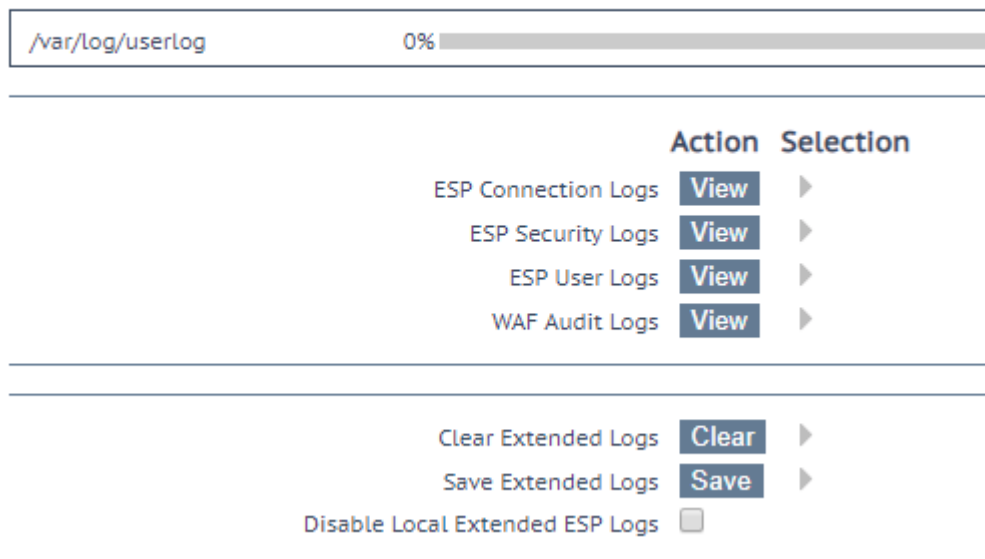 /var/log/userlog 0%
Action Selection
ESP Connection Logs View
ESP Security Logs View
ESP User Logs View
WAF Audit Logs View
Clear Extended Logs Clear
Save Extended Logs Save
Disable Local Extended ESP Logs